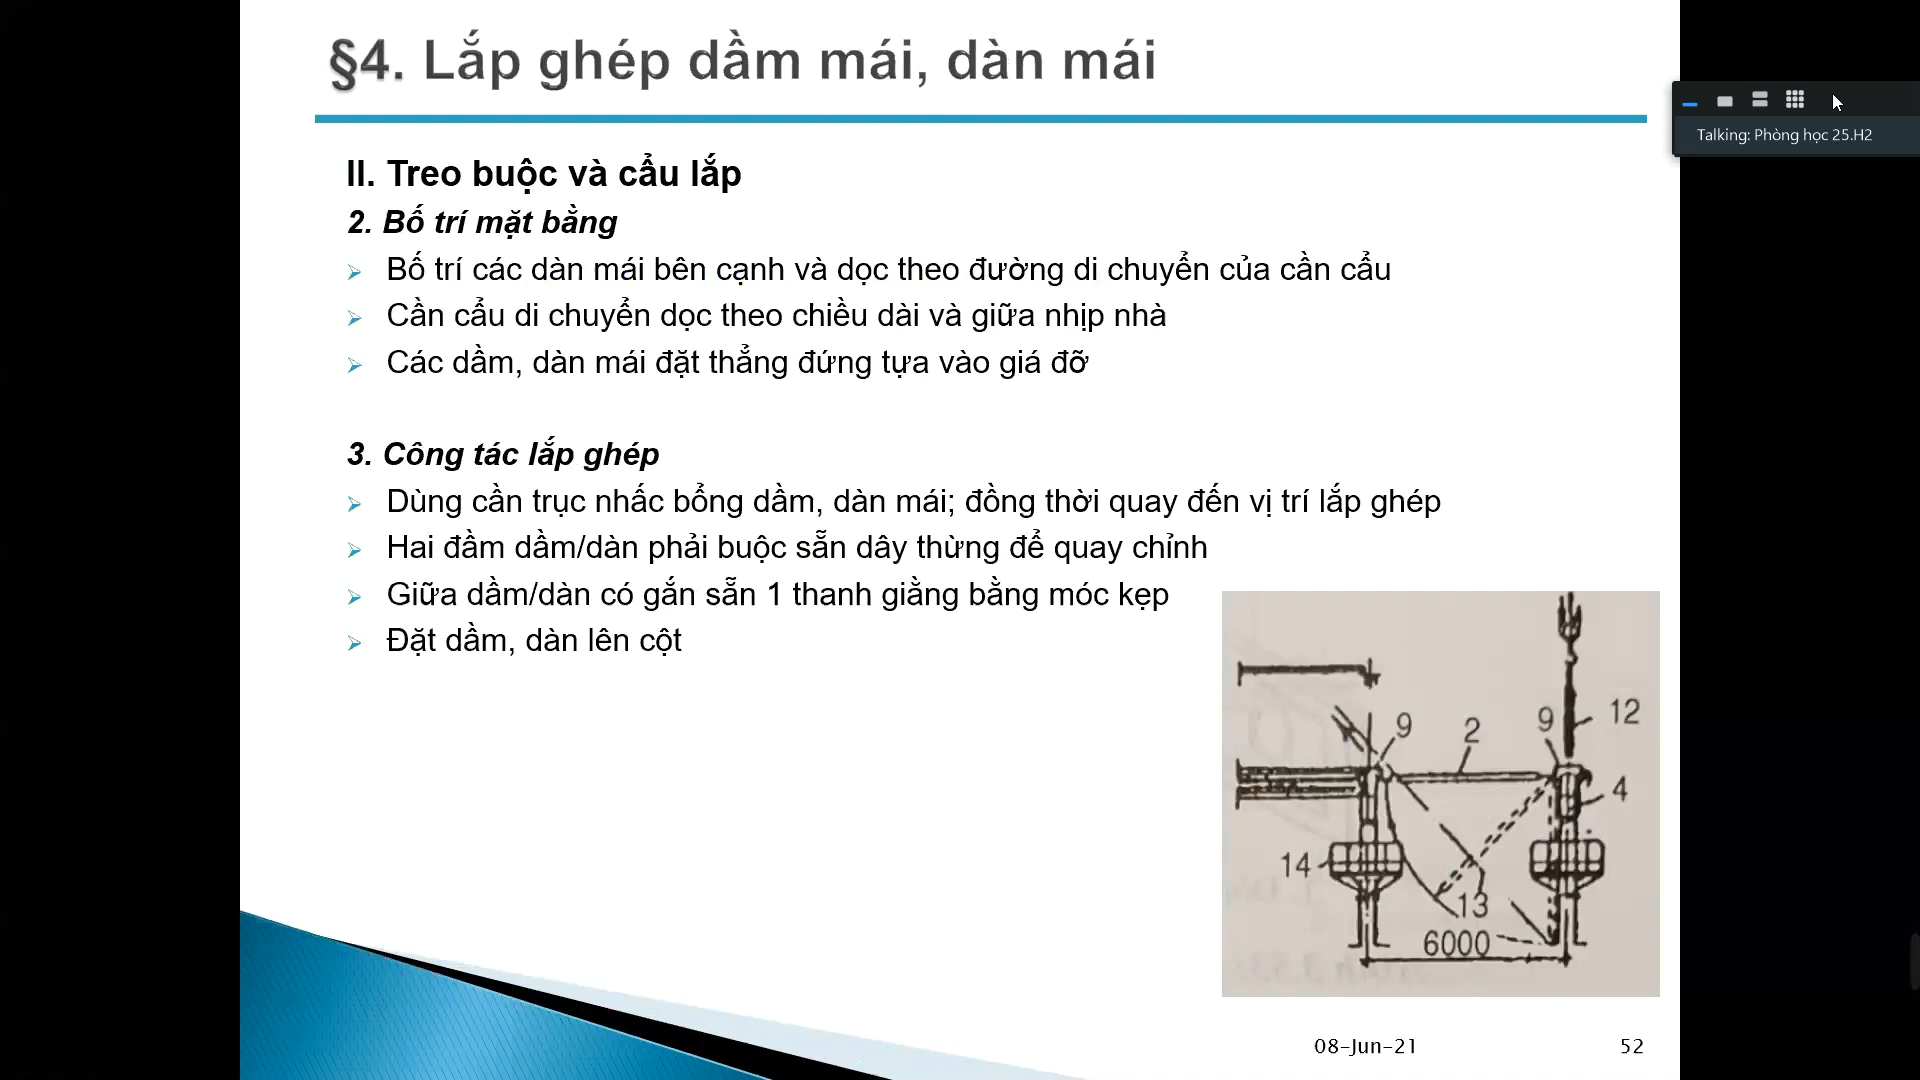 §4. Lắp ghép dầm mái, dàn mái
Talking: Phòng học 25.H2
II. Treo buộc và cẩu lắp
2. Bố trí mặt bằng
Bố trí các dàn mái bên cạnh và dọc theo đường di chuyển của cần cẩu
Cần cẩu di chuyển dọc theo chiều dài và giữa nhịp nhà
Các dầm, dàn mái đặt thẳng đứng tựa vào giá đỡ
3. Công tác lắp ghép
Dùng cần trục nhấc bổng dầm, dàn mái; đồng thời quay đến vị trí lắp ghép
Hai đầm dầm/dàn phải buộc sẵn dây thừng để quay chỉnh
Giữa dầm/dàn có gắn sẵn 1 thanh giằng bằng móc kẹp
Đặt dầm, dàn lên cột
9 2 9 12
4
14
13
6000
08-Jun-21 52